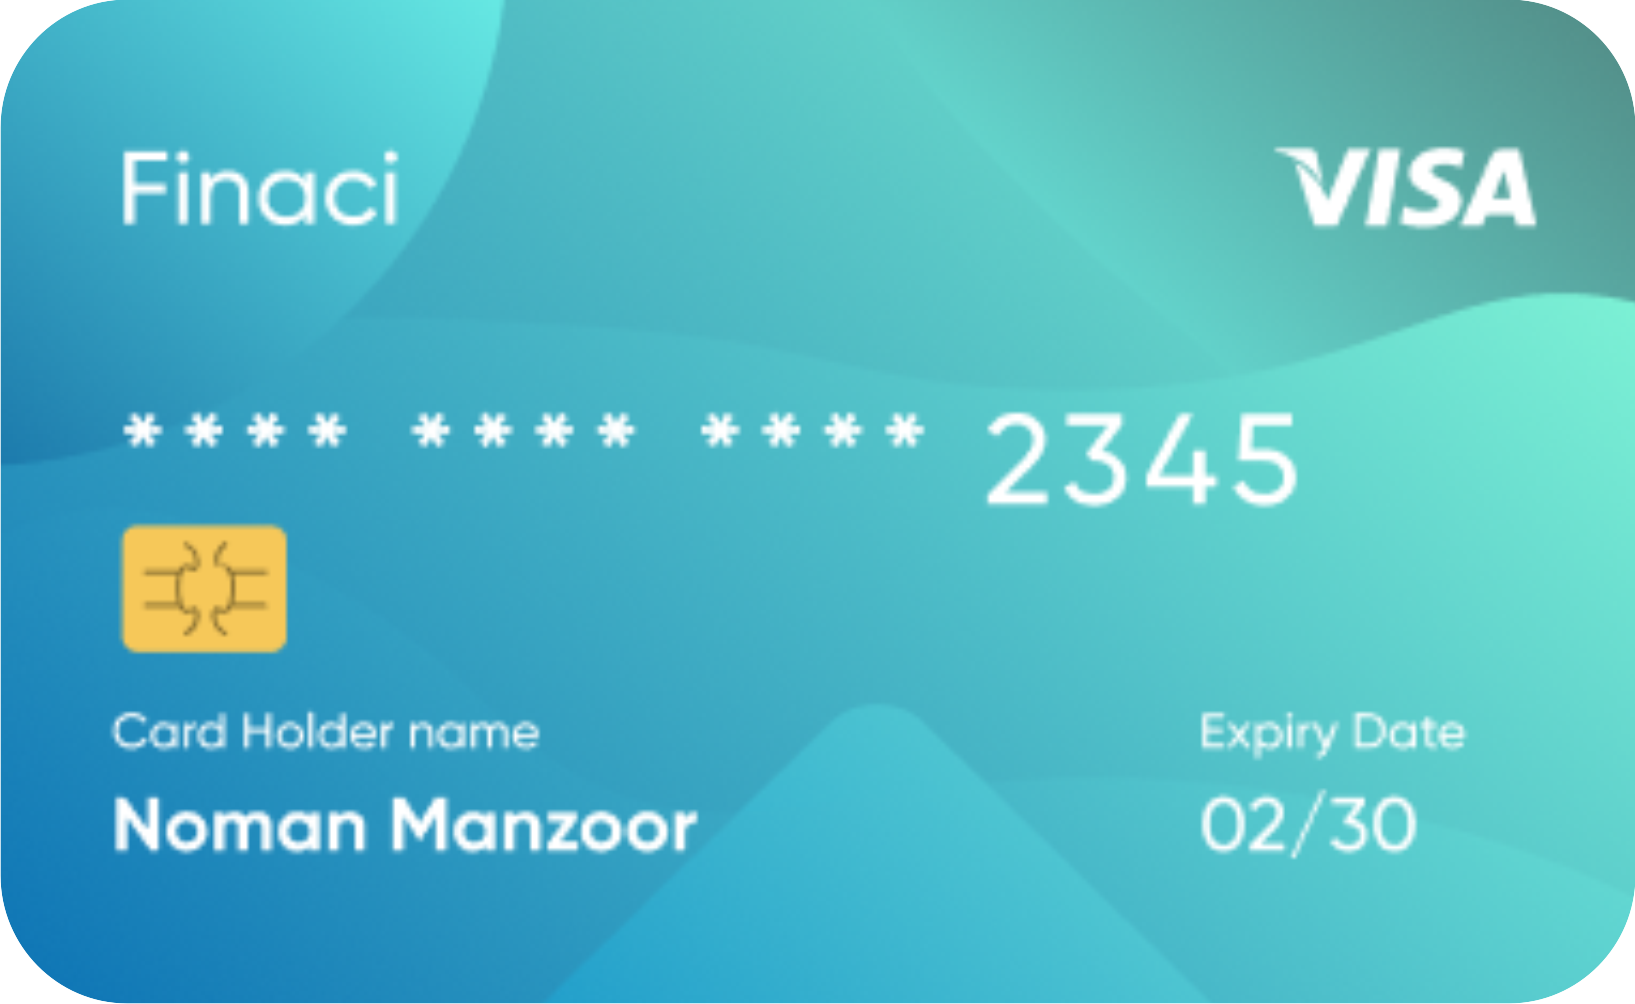 Finaci
VISA
**** **** **** 2345
Card Holder name
Expiry Date
Noman Manzoor
02/30